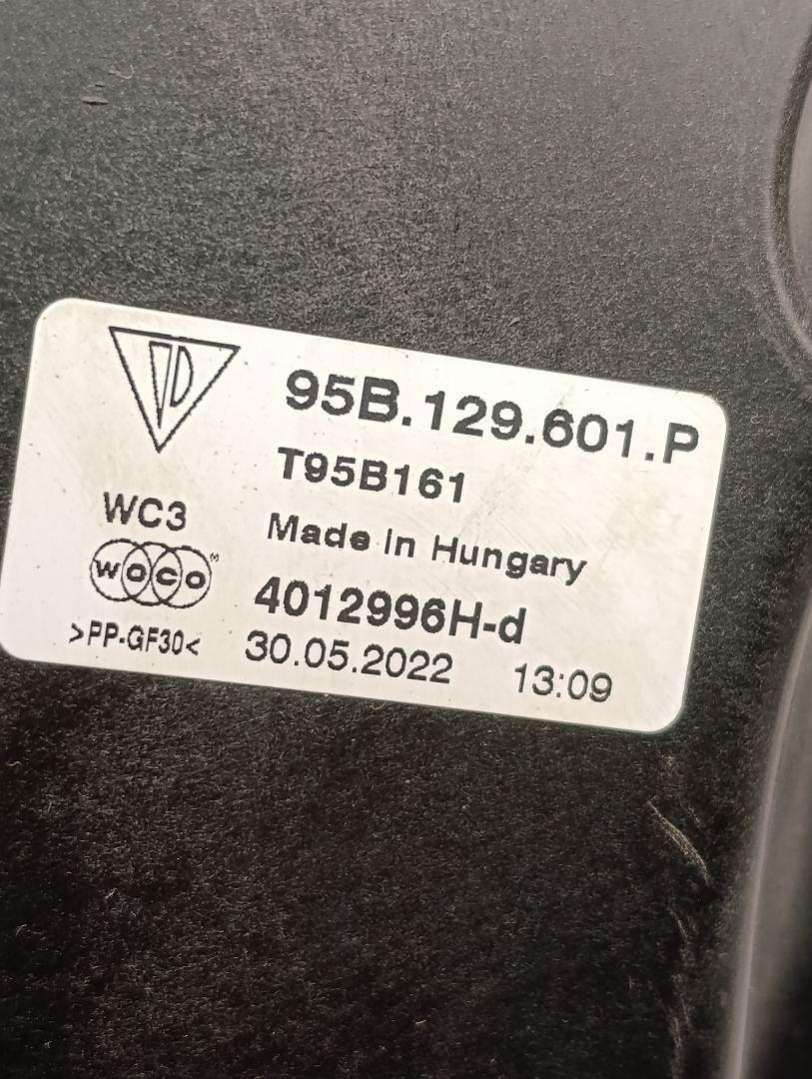 95B.129.601.P
T95B161
WC3
Made in Hungary
woco
4012996H-d
>PP-GF30<
30.05.2022 13:09